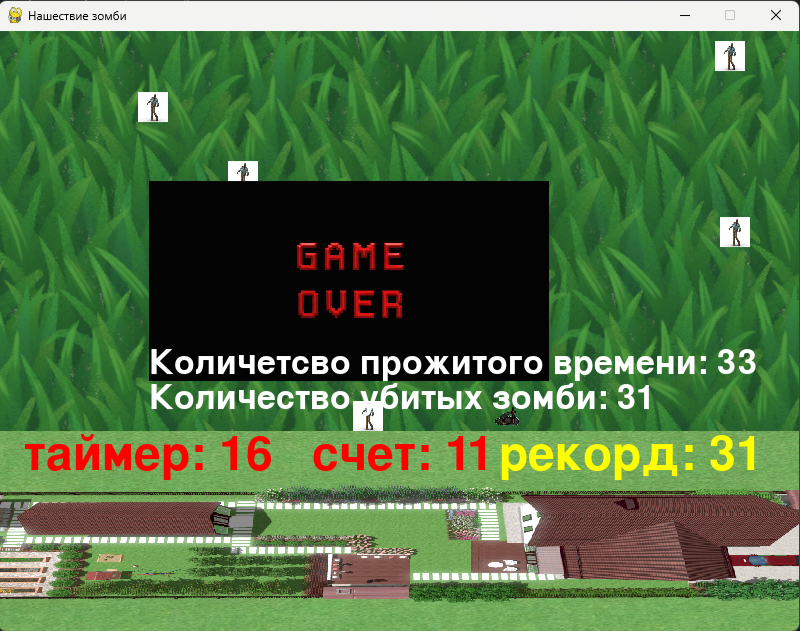 Нашествие зомби
GAME
OVER
Количетсво прожитого времени: 33
Количество убитых зомби: 31
таймер: 16 счет: 11 рекорд: 31